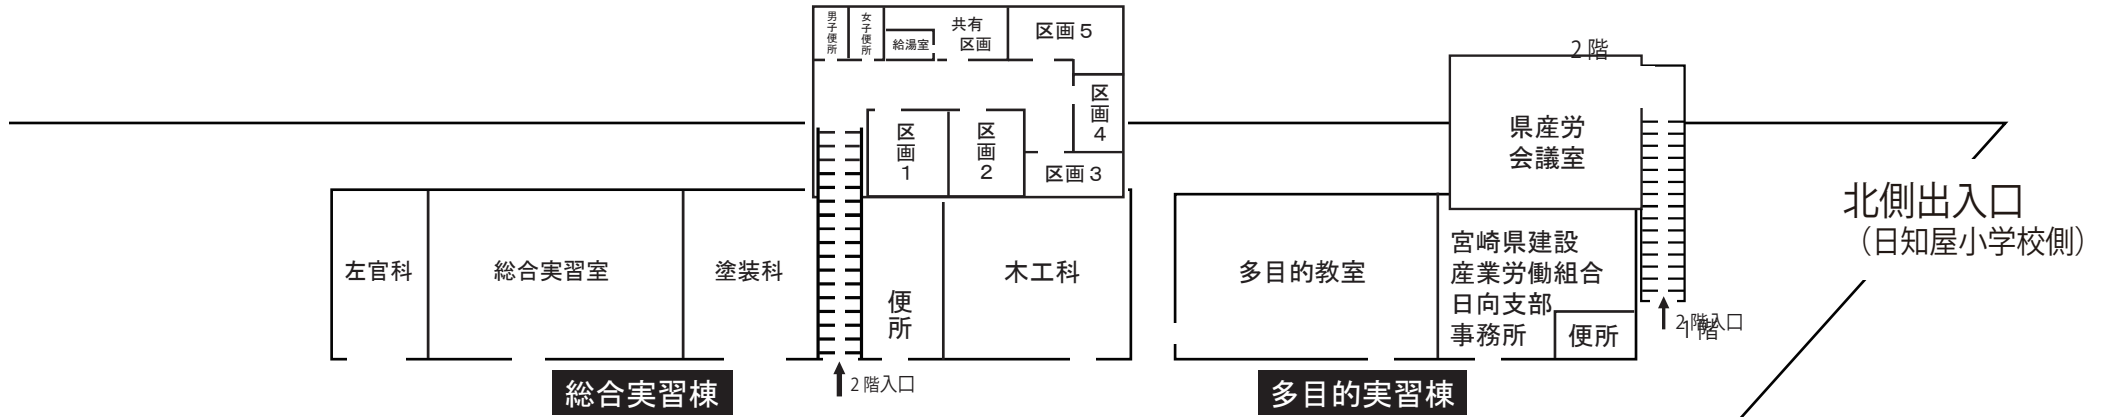 男子便所
女子便所
給湯室
共有
区画
区画５
区画４
区画３
区画２
区画１
左官科
総合実習室
塗装科
便所
木工科
2 階入口
総合実習棟
2 階
県産労
会議室
多目的教室
宮崎県建設
産業労働組合
日向支部
事務所
便所
2 階入口
1 階
多目的実習棟
北側出入口
（日知屋小学校側）